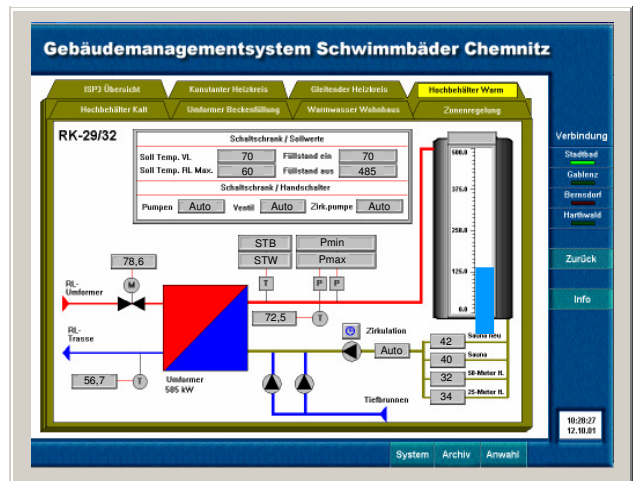 Gebäudemanagementsystem Schwimmbäder Chemnitz
ISP3 Übersicht
Konstanter Heizkreis
Gleitender Heizkreis
Hochbehälter Warm
Hochbehälter Kalt
Umformer Beckenfüllung
Warmwasser Wohnhaus
Zonenregelung
RK-29/32
Schaltschrank / Sollwerte
Soll Temp. VL 70 Füllstand ein 70
Soll Temp. RL Max. 60 Füllstand aus 485
Schaltschrank / Handschalter
Pumpen Auto Ventil Auto Zirk.pumpe Auto
500.0
375.0
250.0
125.0
0.0
Verbindung
Stadtbad
Gablenz
Bernsdorf
Harthwald
Zurück
Info
STB
STW
Pmin
Pmax
78,6
M
T
P
P
RL-
Umformer
72,5
T
RL-
Trasse
Zirkulation
Auto
42 Sauna neu
40 Sauna
32 50-Meter H.
34 25-Meter H.
56,7
T
Umformer
585 kW
Tiefbrunnen
10:20:27
12.10.01
System Archiv Anwahl